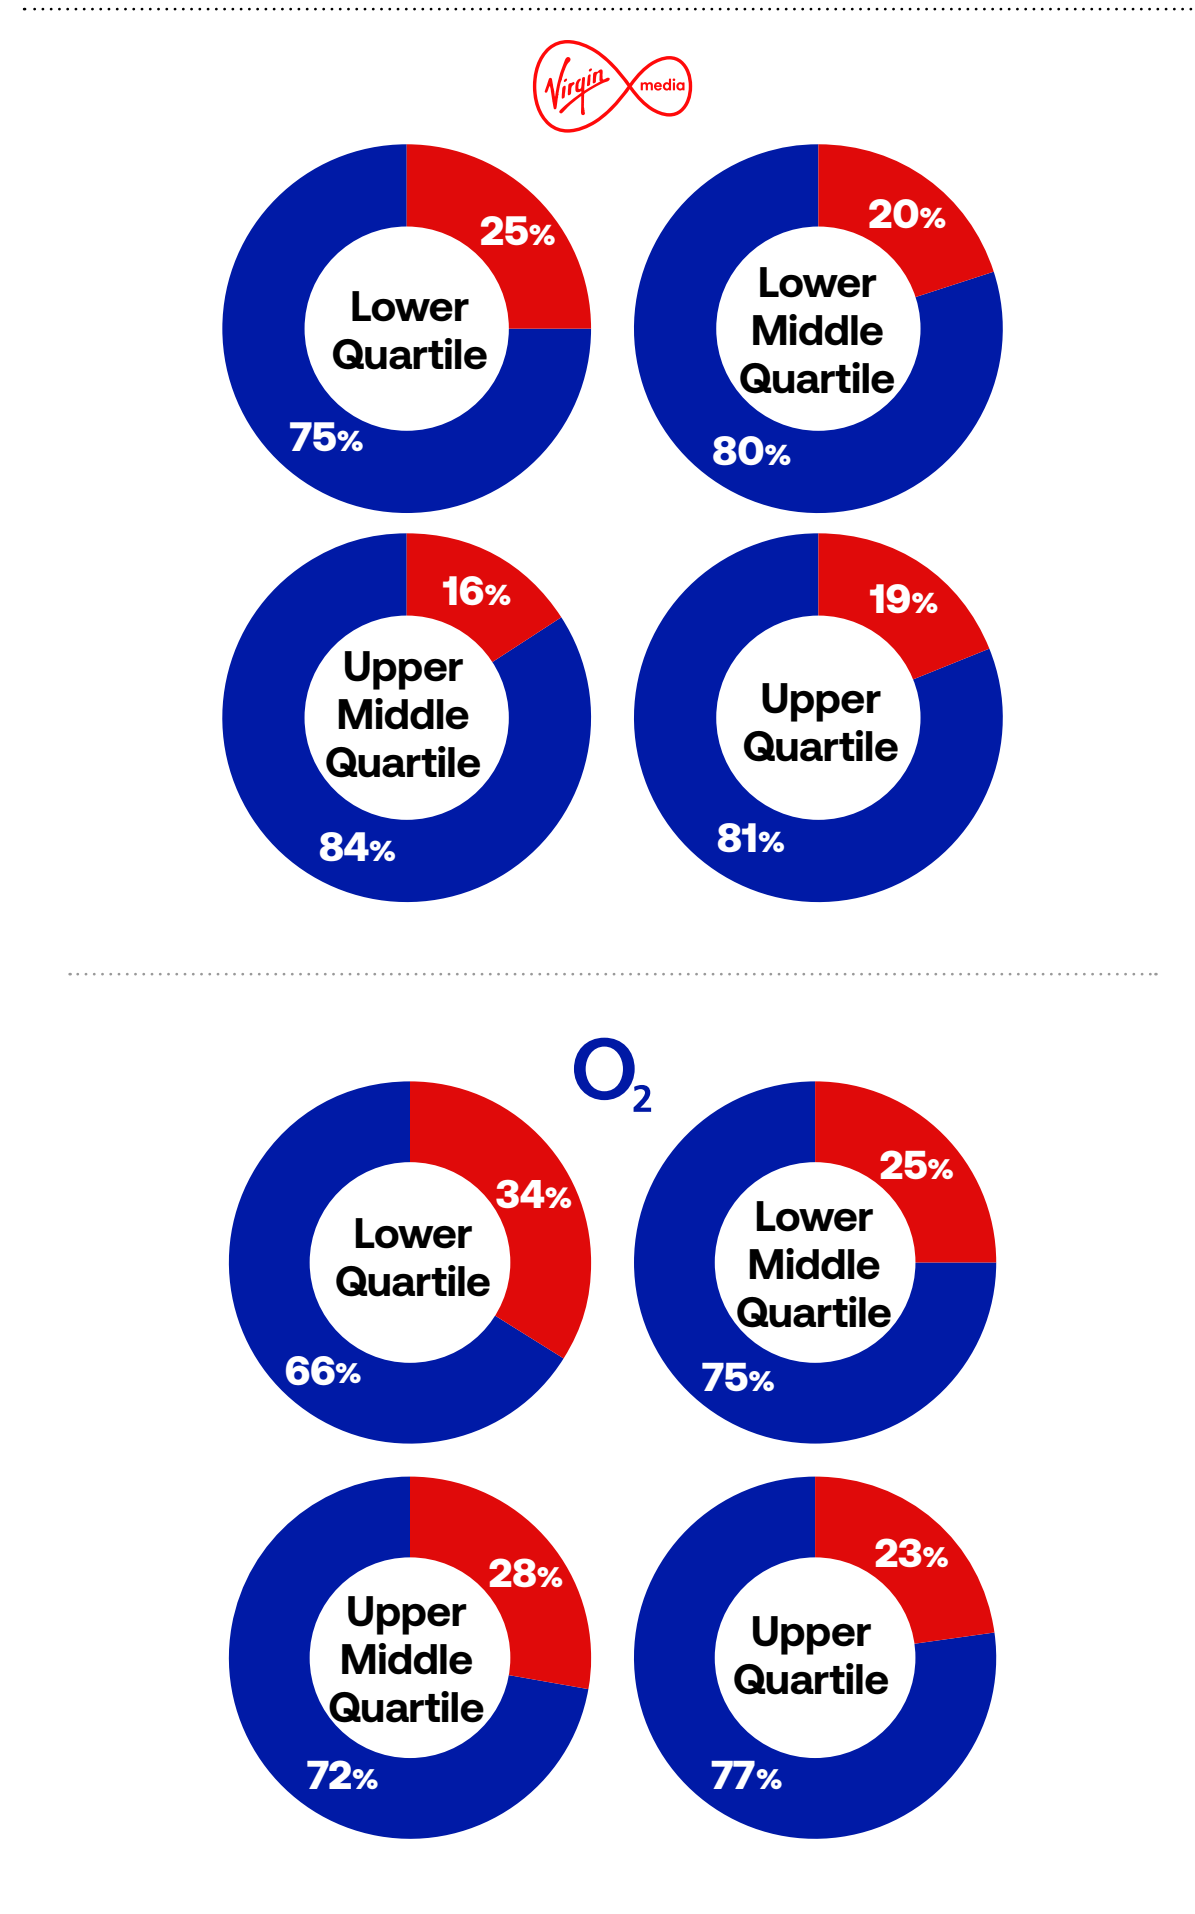 Virgin media
25%
Lower
Quartile
75%
20%
Lower
Middle
Quartile
80%
16%
Upper
Middle
Quartile
84%
19%
Upper
Quartile
81%
O2
34%
Lower
Quartile
66%
25%
Lower
Middle
Quartile
75%
28%
Upper
Middle
Quartile
72%
23%
Upper
Quartile
77%